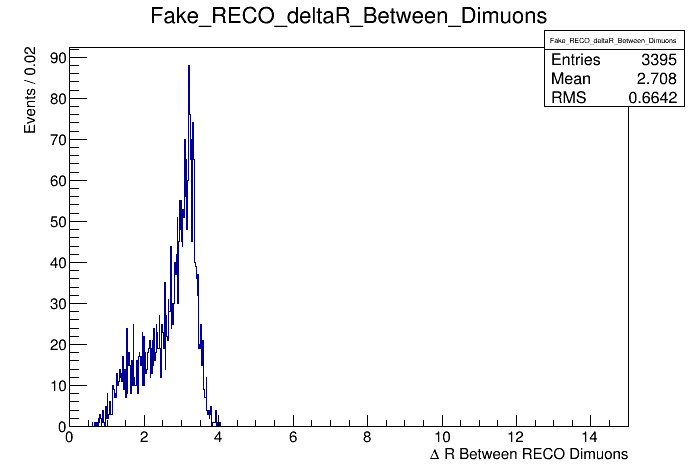 Fake_RECO_deltaR_Between_Dimuons
Fake_RECO_deltaR_Between_Dimuons
Entries 3395
Mean 2.708
RMS 0.6642
Events / 0.02
90
80
70
60
50
40
30
20
10
0
0 2 4 6 8 10 12 14
Δ R Between RECO Dimuons